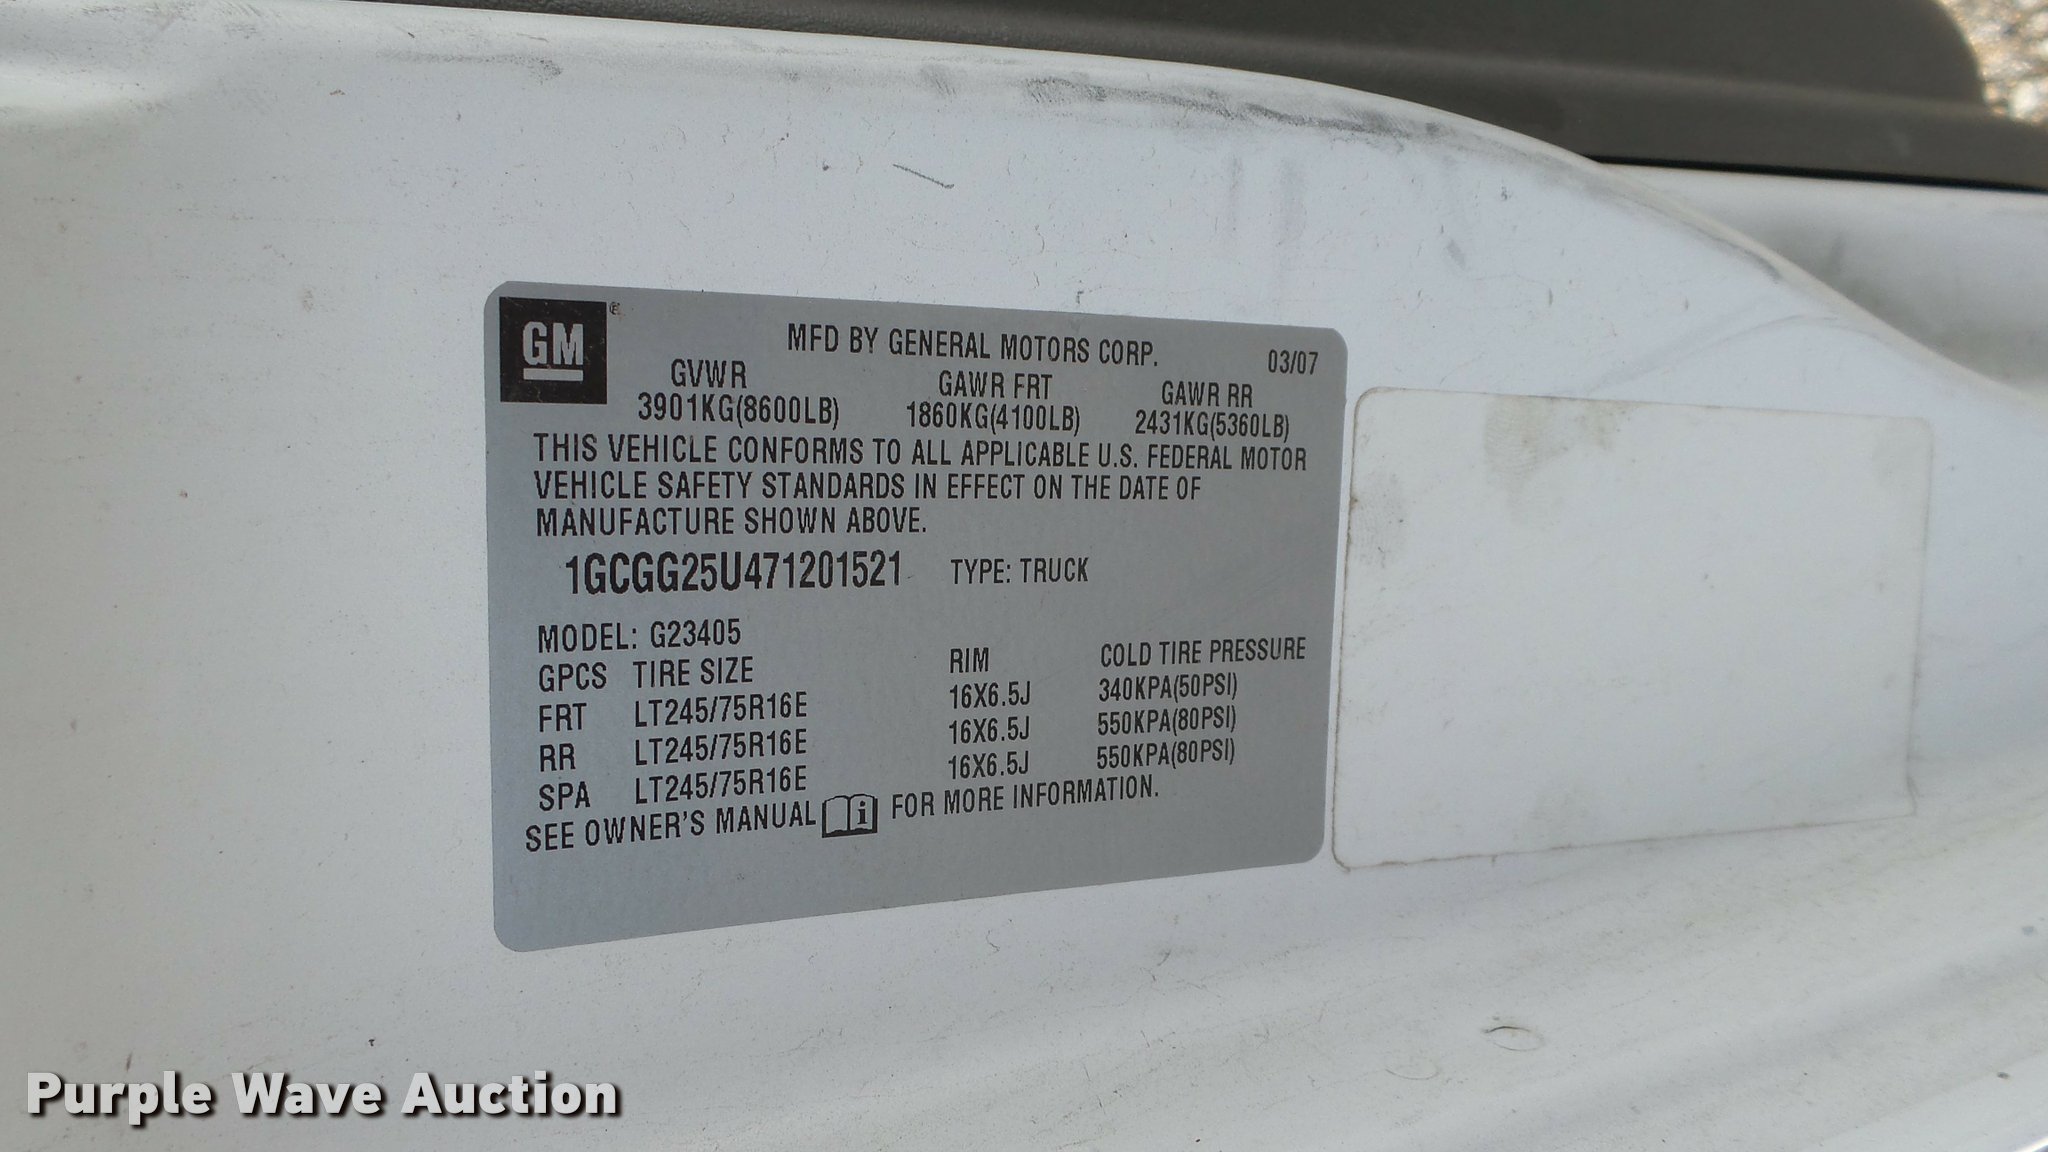 GM®
MFD BY GENERAL MOTORS CORP. 03/07
GVWR GAWR FRT GAWR RR
3901KG(8600LB) 1860KG(4100LB) 2431KG(5360LB)
THIS VEHICLE CONFORMS TO ALL APPLICABLE U.S. FEDERAL MOTOR
VEHICLE SAFETY STANDARDS IN EFFECT ON THE DATE OF
MANUFACTURE SHOWN ABOVE.
1GCGG25U471201521 TYPE: TRUCK
MODEL: G23405
GPCS TIRE SIZE RIM COLD TIRE PRESSURE
FRT LT245/75R16E 16X6.5J 340KPA(50PSI)
RR LT245/75R16E 16X6.5J 550KPA(80PSI)
SPA LT245/75R16E 16X6.5J 550KPA(80PSI)
SEE OWNER'S MANUAL i FOR MORE INFORMATION.
Purple Wave Auction